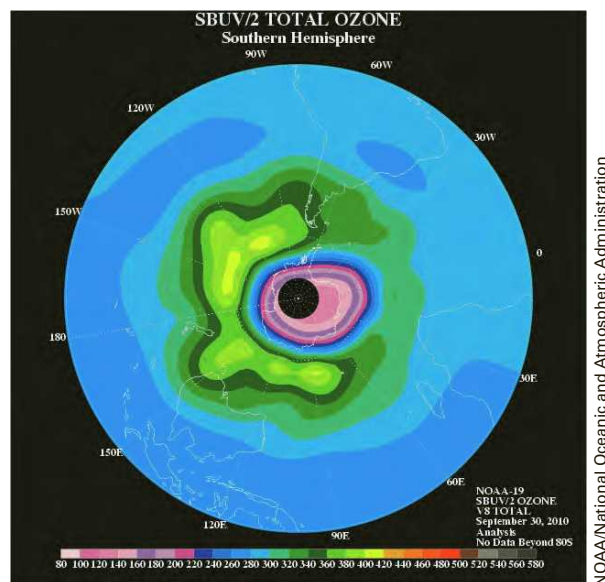 SBUV/2 TOTAL OZONE
Southern Hemisphere
90W
60W
120W
30W
150W
0
180
30E
150E
60E
120E
90E
NOAA-19
SBUV/2 OZONE
V8 TOTAL
September 30, 2010
Analysis
No Data Beyond 80S
80 100 120 140 160 180 200 220 240 260 280 300 320 340 360 380 400 420 440 460 480 500 520 540 560 580
NOAA/National Oceanic and Atmospheric Administration